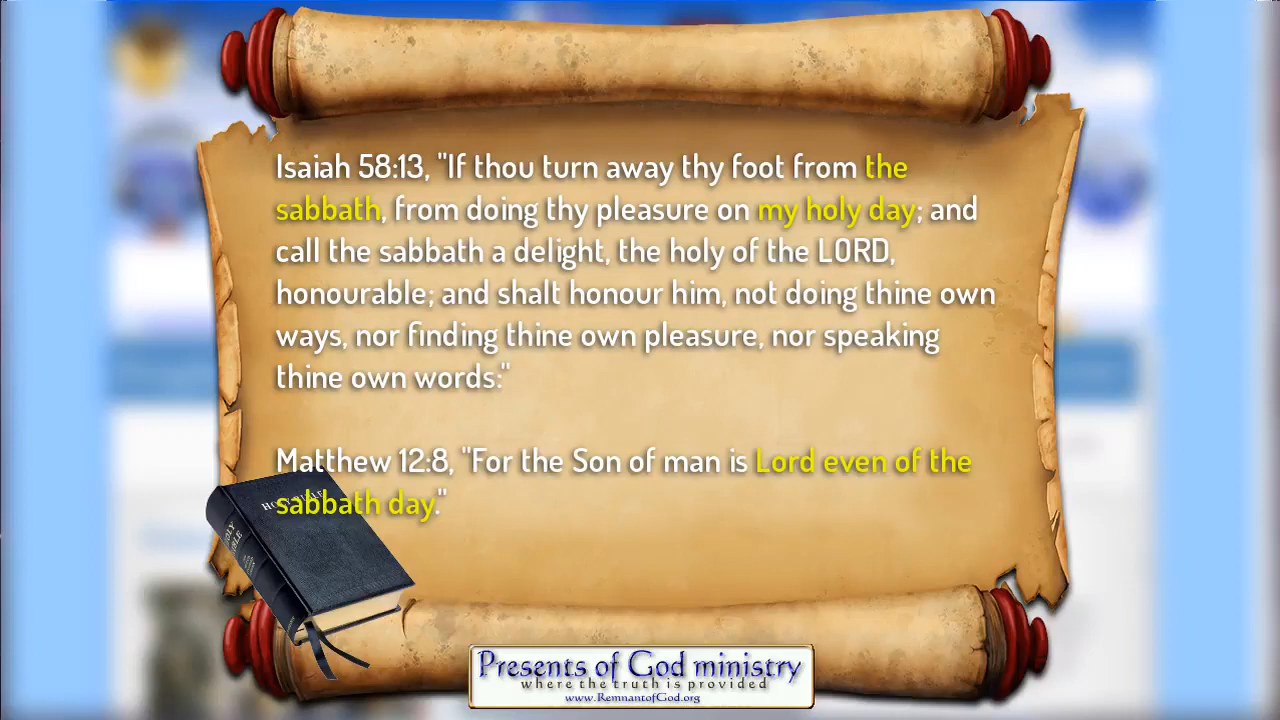 Isaiah 58:13, "If thou turn away thy foot from the
sabbath, from doing thy pleasure on my holy day; and
call the sabbath a delight, the holy of the LORD,
honourable; and shalt honour him, not doing thine own
ways, nor finding thine own pleasure, nor speaking
thine own words:"
Matthew 12:8, "For the Son of man is Lord even of the
sabbath day."
HOLY BIBLE
HOLY
BIBLE
Presents of God ministry
where the truth is provided
www.RemnantofGod.org